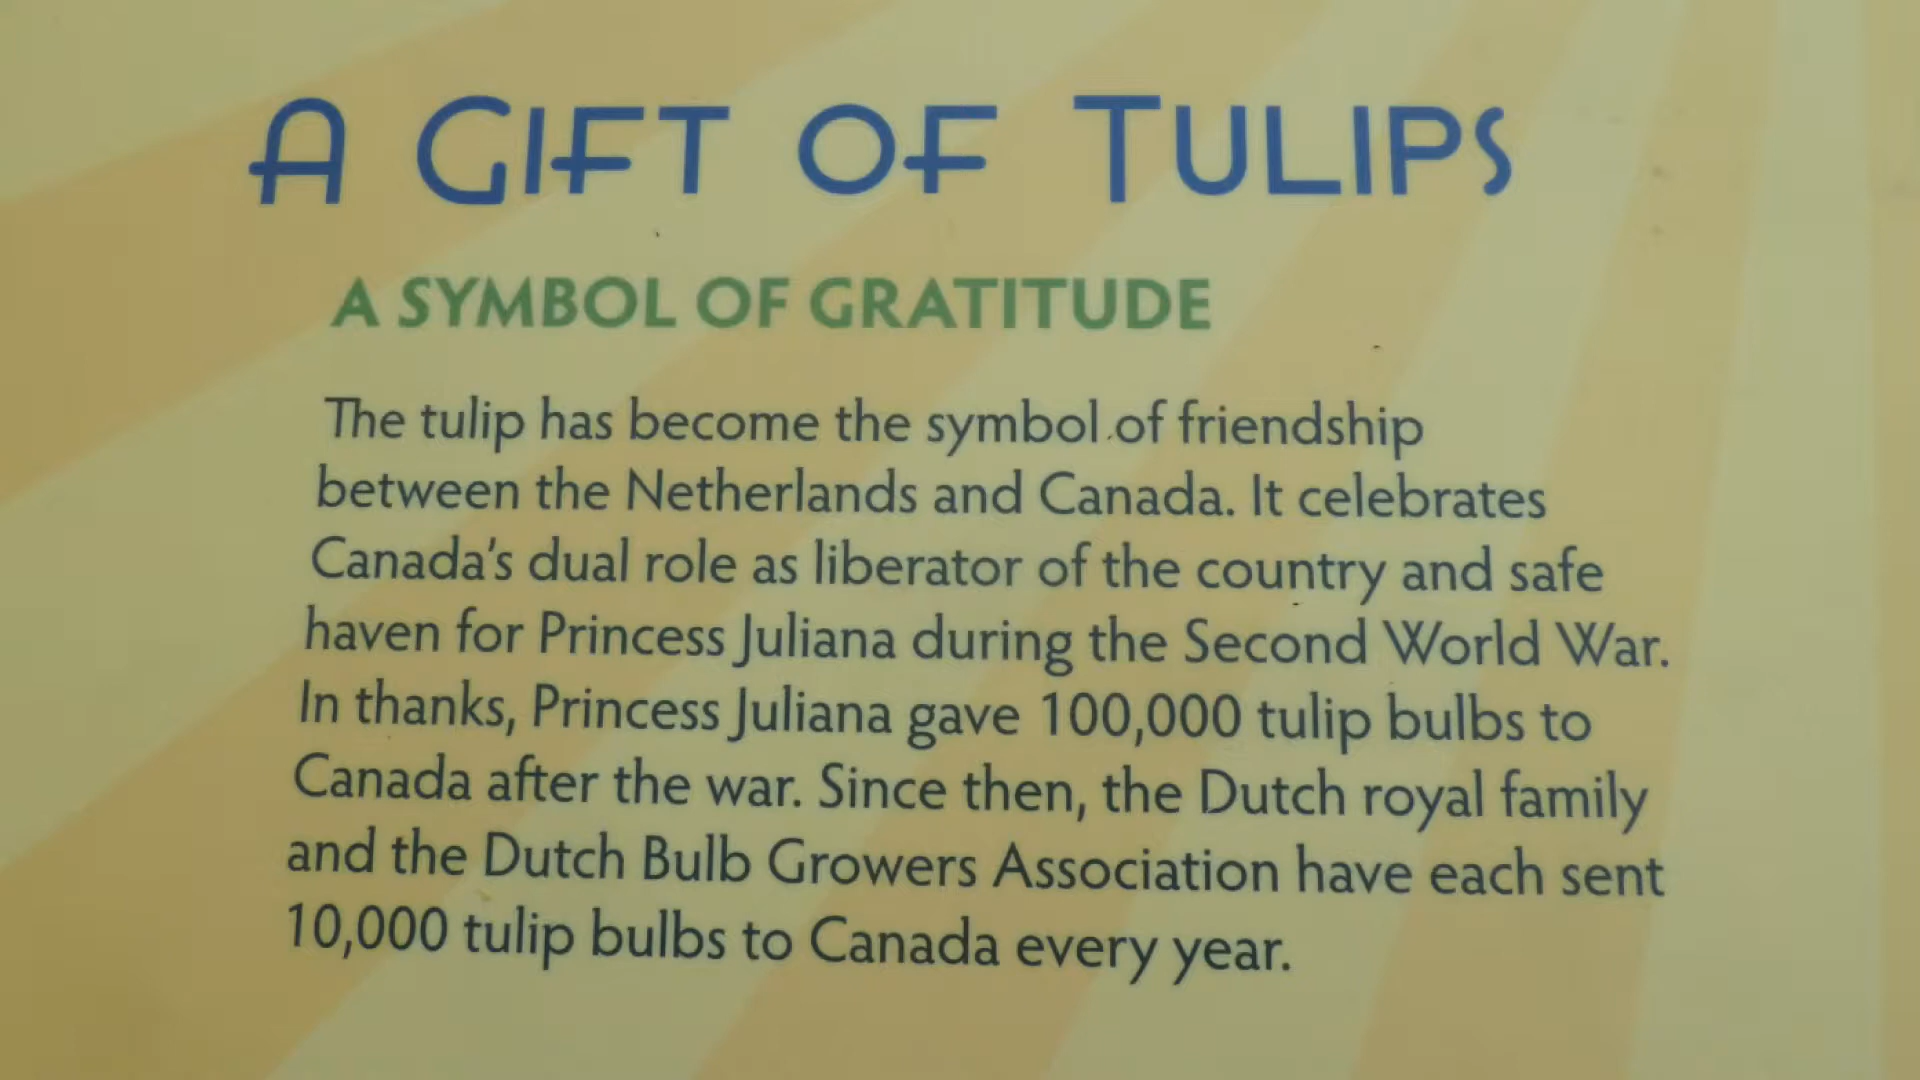 A GIFT OF TULIPS
A SYMBOL OF GRATITUDE
The tulip has become the symbol of friendship
between the Netherlands and Canada. It celebrates
Canada's dual role as liberator of the country and safe
haven for Princess Juliana during the Second World War.
In thanks, Princess Juliana gave 100,000 tulip bulbs to
Canada after the war. Since then, the Dutch royal family
and the Dutch Bulb Growers Association have each sent
10,000 tulip bulbs to Canada every year.